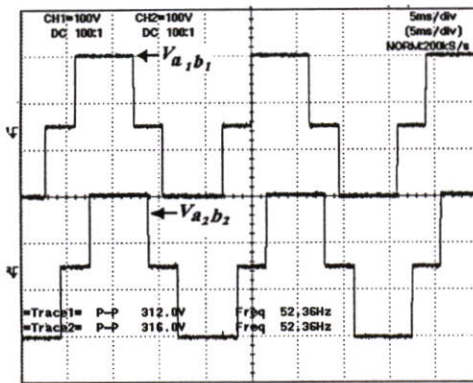 CH1=100V CH2=100V 5ms/div
DC 100:1 DC 100:1 (5ms/div)
NORM:200kS/s
Va1b1
Va2b2
=Trace1= P-P 312.0V Freq 52.36Hz
=Trace2= P-P 316.0V Freq 52.36Hz